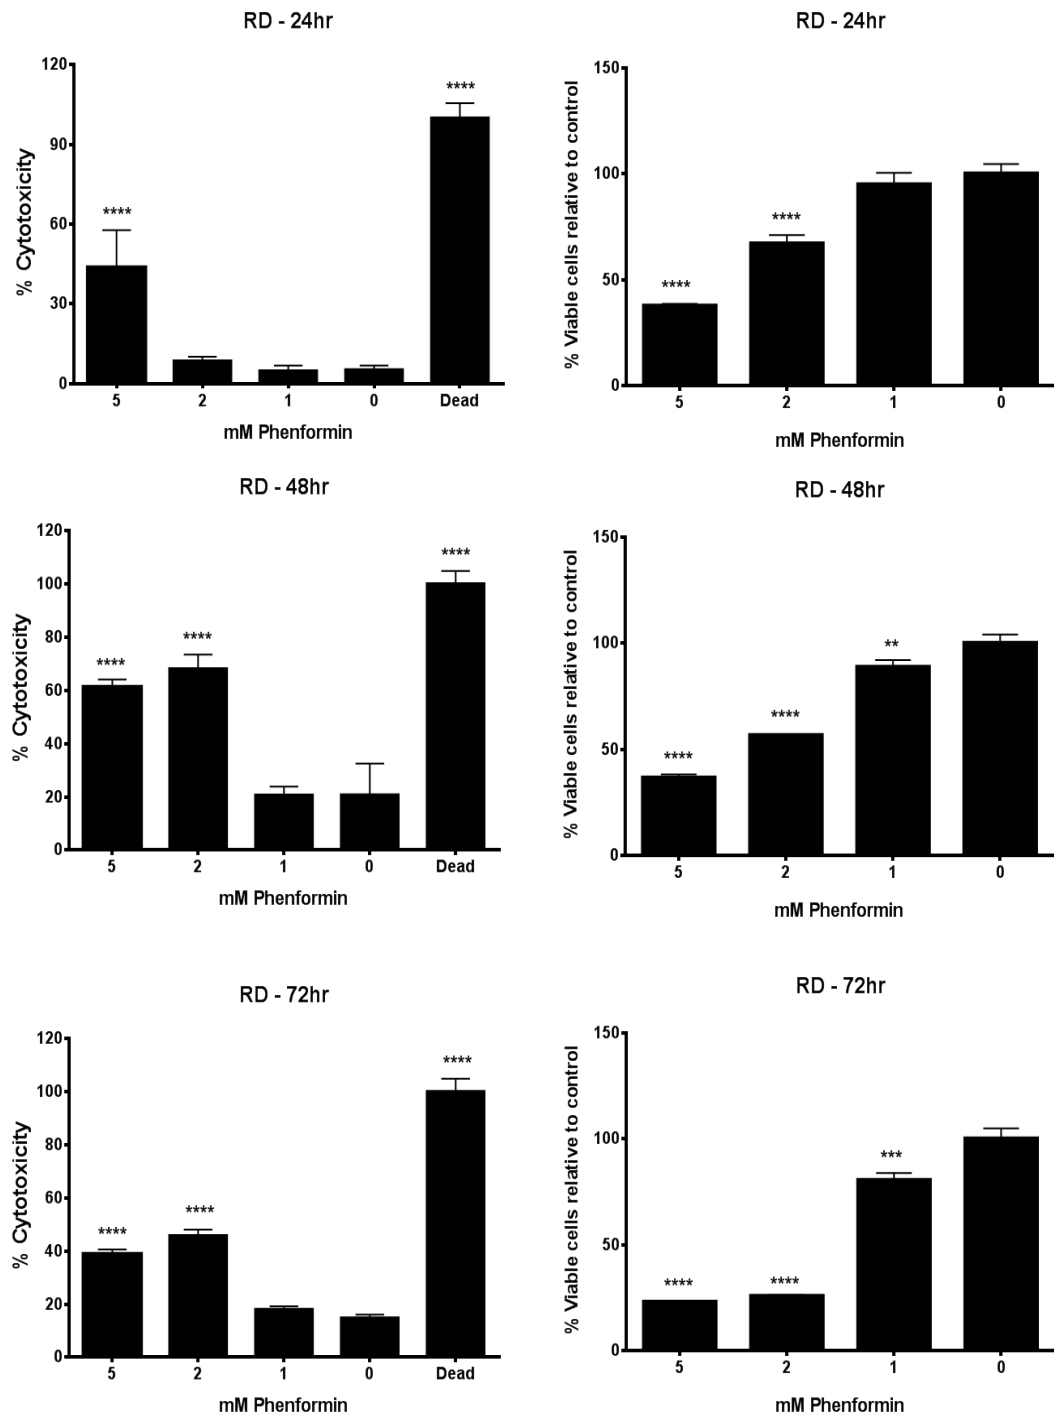 RD - 24hr
% Cytotoxicity
120
90
60
30
0
****
****
5 2 1 0 Dead
mM Phenformin
RD - 24hr
% Viable cells relative to control
150
100
50
0
****
****
5 2 1 0
mM Phenformin
RD - 48hr
% Cytotoxicity
120
100
80
60
40
20
0
****
****
****
5 2 1 0 Dead
mM Phenformin
RD - 48hr
% Viable cells relative to control
150
100
50
0
****
****
**
5 2 1 0
mM Phenformin
RD - 72hr
% Cytotoxicity
120
100
80
60
40
20
0
****
****
****
5 2 1 0 Dead
mM Phenformin
RD - 72hr
% Viable cells relative to control
150
100
50
0
****
****
***
5 2 1 0
mM Phenformin